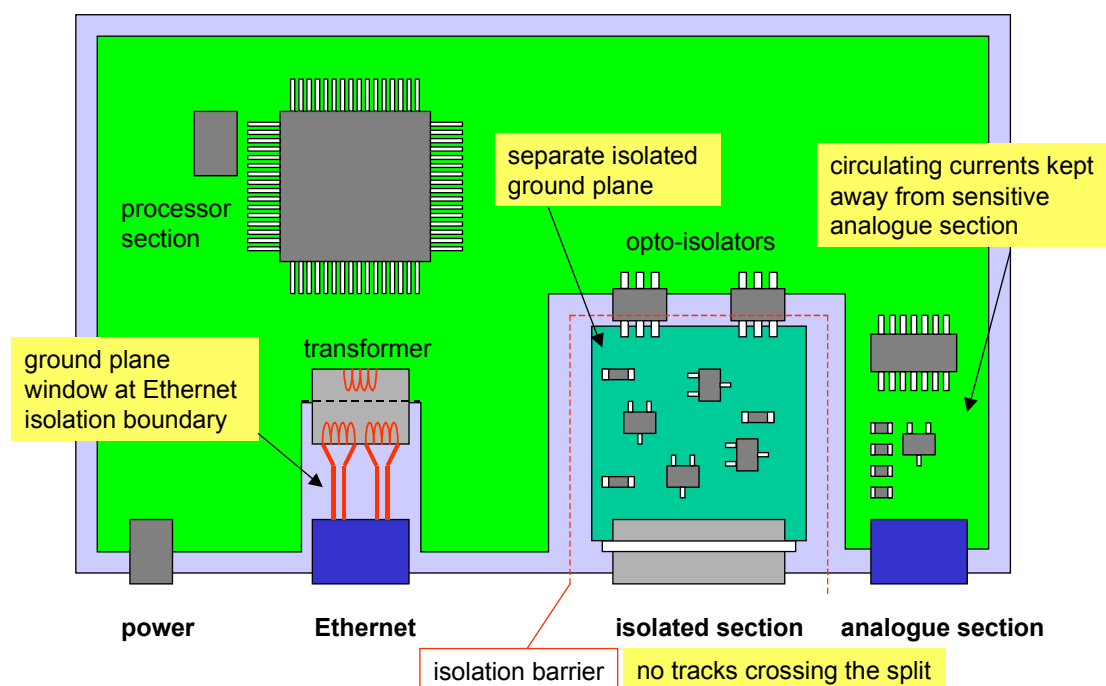 separate isolated
ground plane
circulating currents kept
away from sensitive
analogue section
processor
section
opto-isolators
transformer
ground plane
window at Ethernet
isolation boundary
power
Ethernet
isolated section
analogue section
isolation barrier
no tracks crossing the split